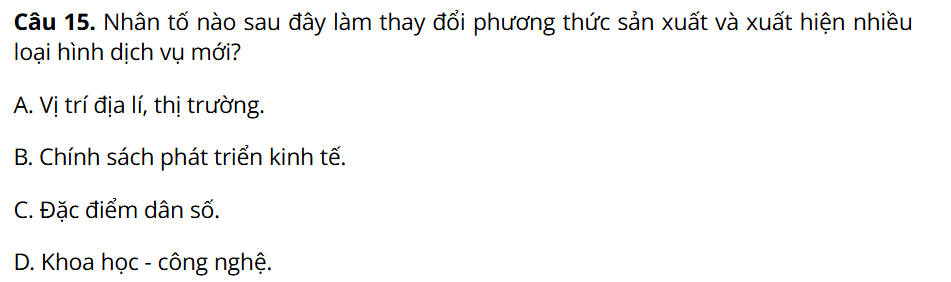 Câu 15. Nhân tố nào sau đây làm thay đổi phương thức sản xuất và xuất hiện nhiều
loại hình dịch vụ mới?
A. Vị trí địa lí, thị trường.
B. Chính sách phát triển kinh tế.
C. Đặc điểm dân số.
D. Khoa học - công nghệ.